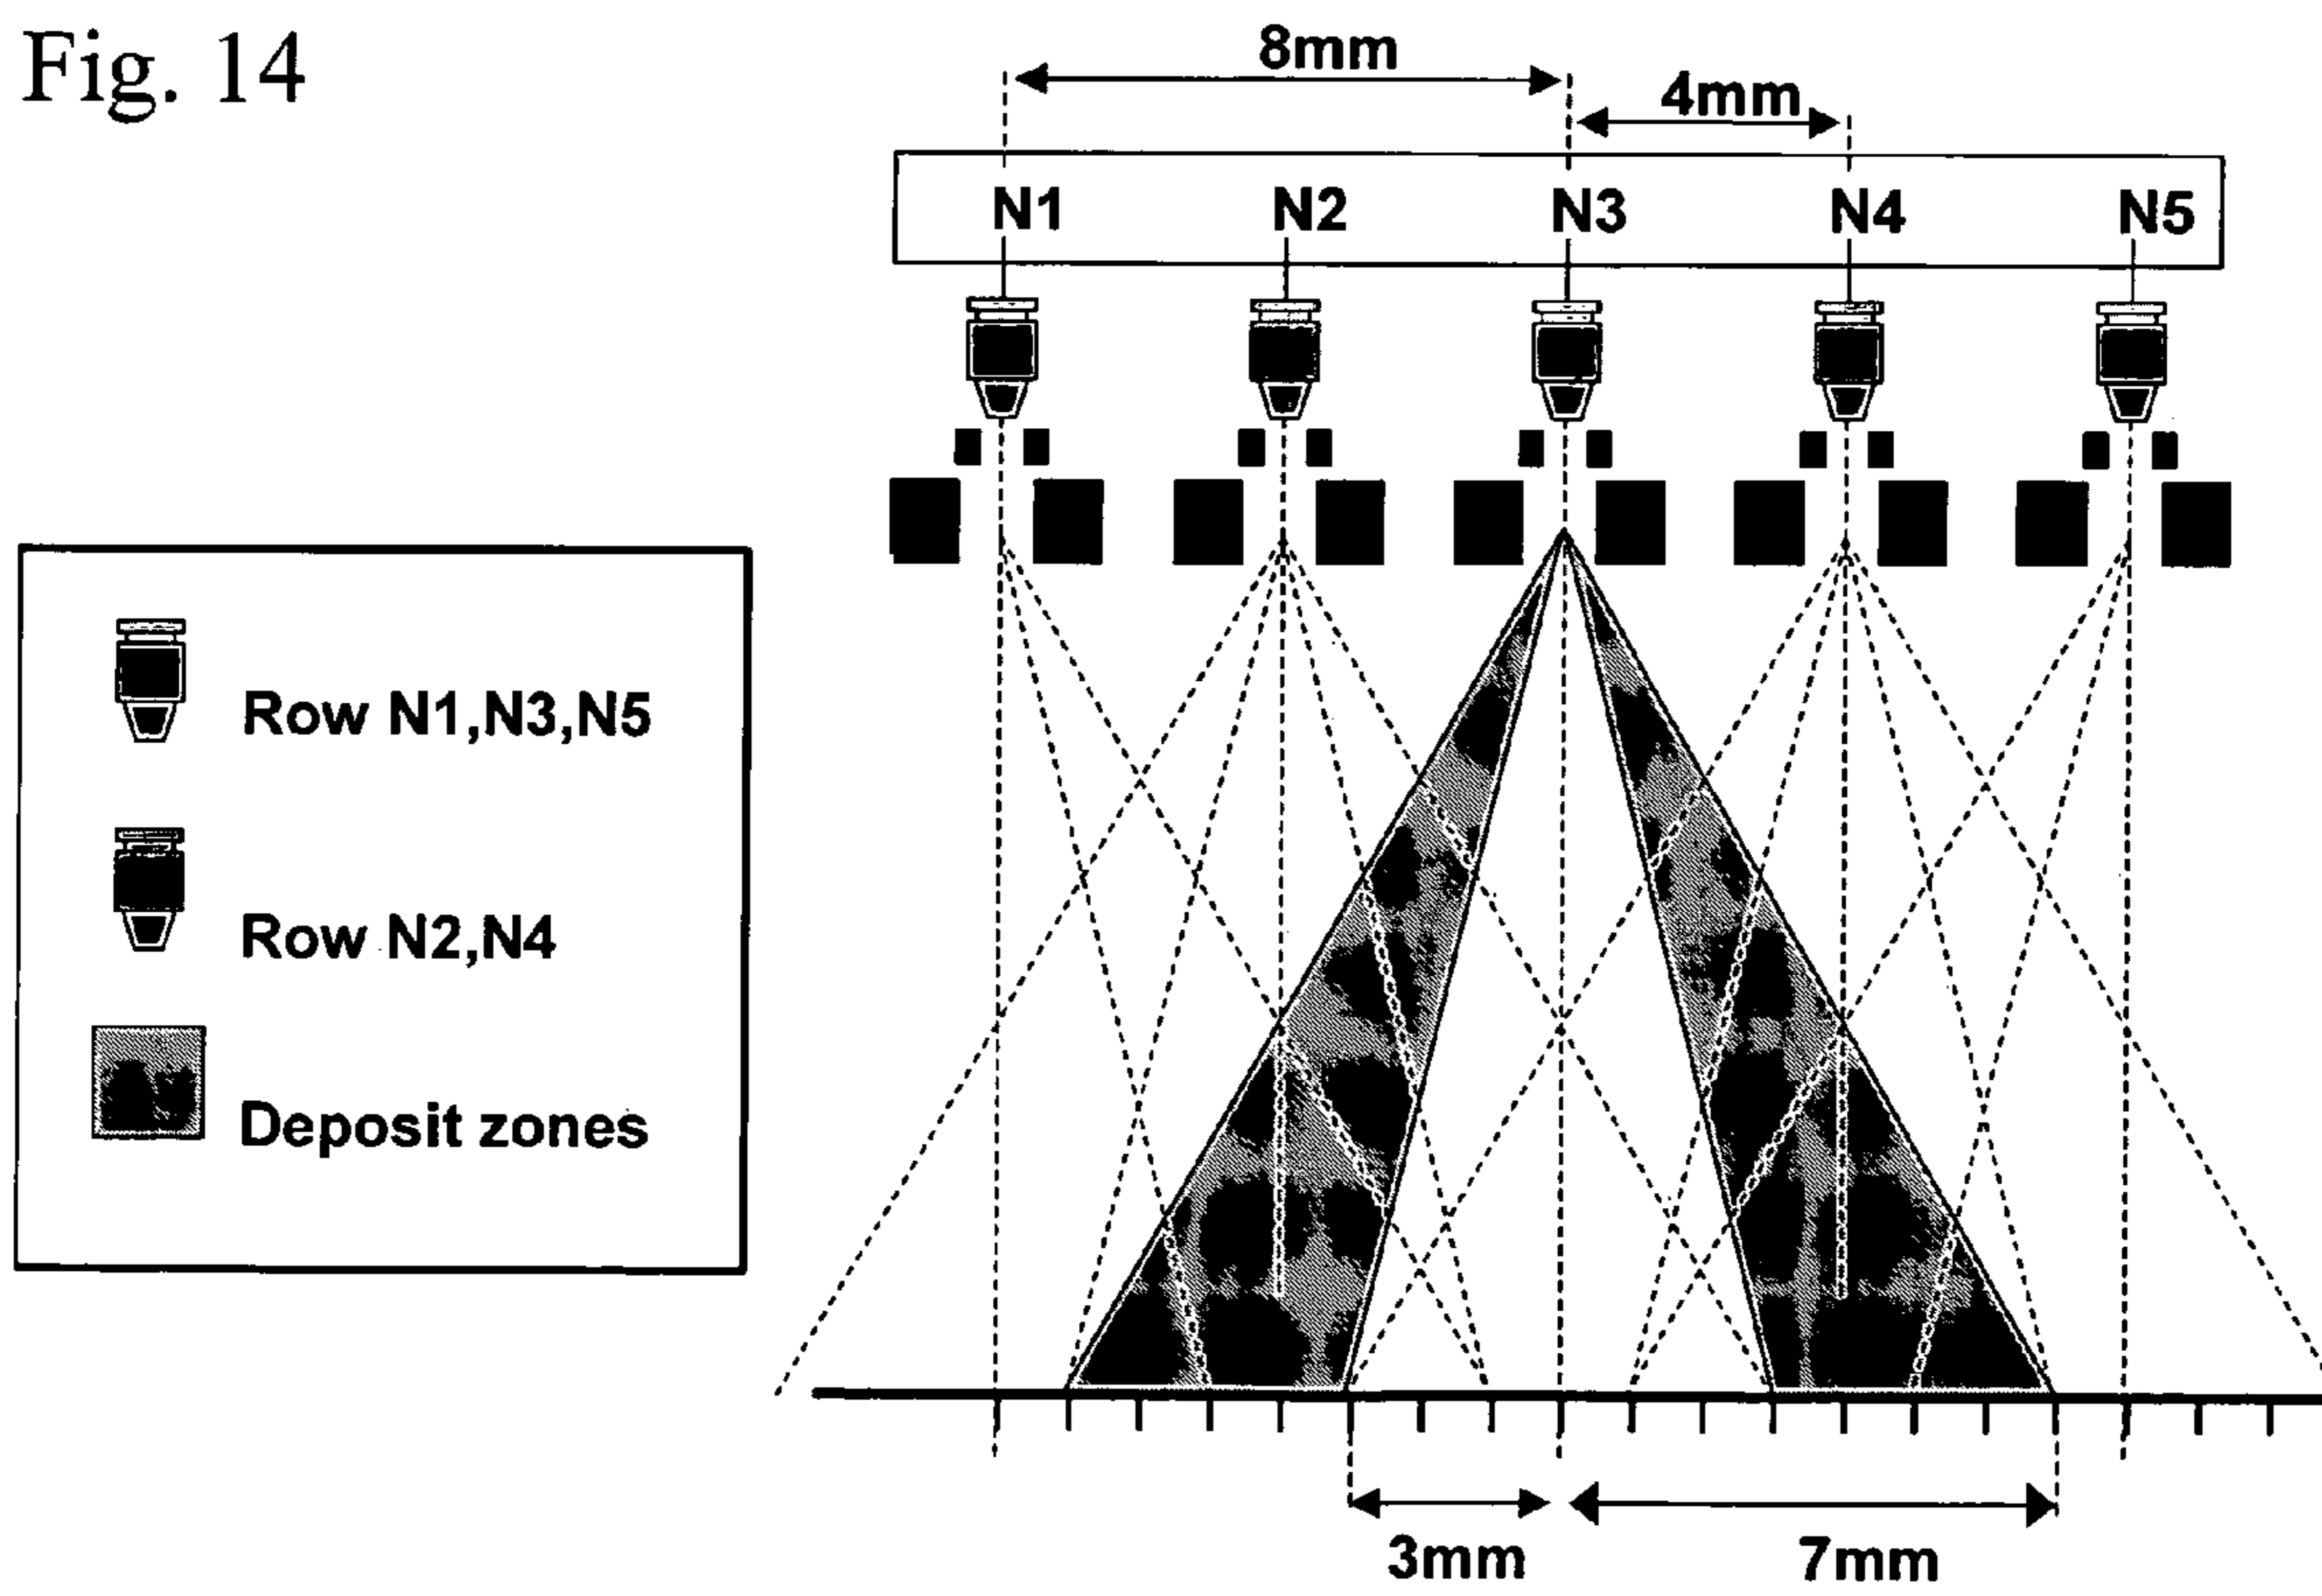 Fig. 14
8mm
4mm
N1 N2 N3 N4 N5
Row N1,N3,N5
Row N2,N4
Deposit zones
3mm
7mm